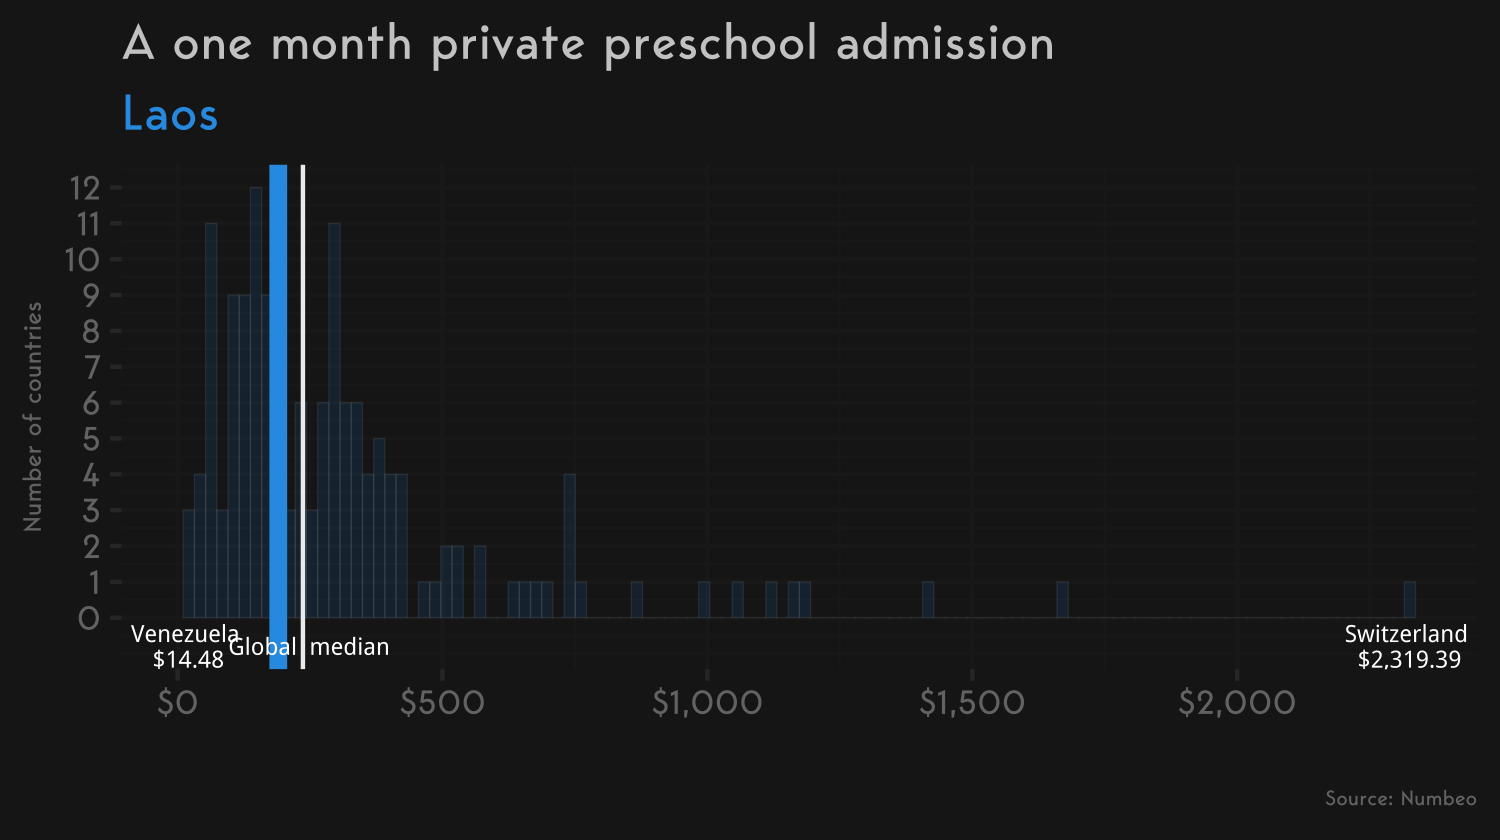 A one month private preschool admission
Laos
Number of countries
12
11
10
9
8
7
6
5
4
3
2
1
0
Venezuela
$14.48
Global median
Switzerland
$2,319.39
$0 $500 $1,000 $1,500 $2,000
Source: Numbeo